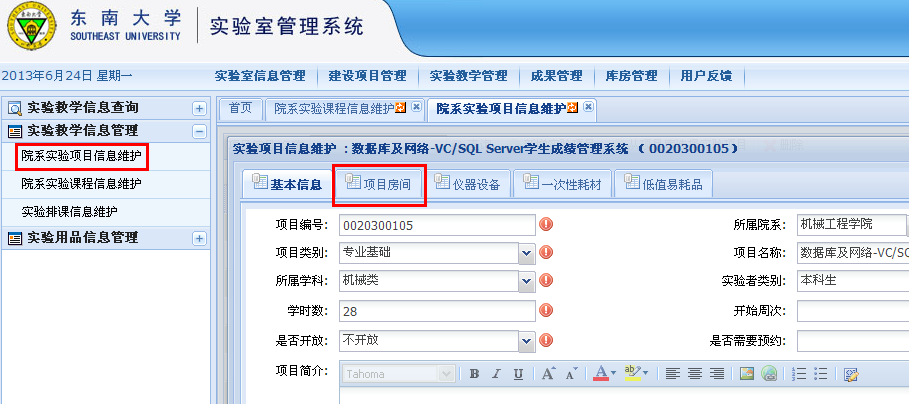 东南大学
SOUTHEAST UNIVERSITY
实验室管理系统
2013年6月24日 星期一
实验室信息管理 建设项目管理 实验教学管理 成果管理 库房管理 用户反馈
实验教学信息查询
实验教学信息管理
院系实验项目信息维护
院系实验课程信息维护
实验排课信息维护
实验用品信息管理
首页 院系实验课程信息维护 院系实验项目信息维护
实验项目信息维护 ：数据库及网络-VC/SQL Server学生成绩管理系统 （0020300105）
基本信息 项目房间 仪器设备 一次性耗材 低值易耗品
项目编号: 0020300105 所属院系: 机械工程学院
项目类别: 专业基础 项目名称: 数据库及网络-VC/SQ
所属学科: 机械类 实验者类别: 本科生
学时数: 28 开始周次:
是否开放: 不开放 是否需要预约:
项目简介: Tahoma B I U A A A ab